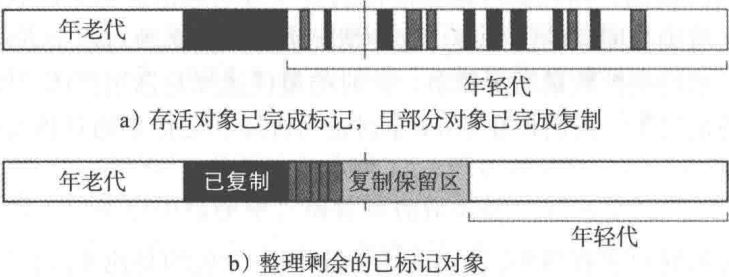 年老代
年轻代
a) 存活对象已完成标记，且部分对象已完成复制
年老代 已复制 复制保留区
年轻代
b) 整理剩余的已标记对象